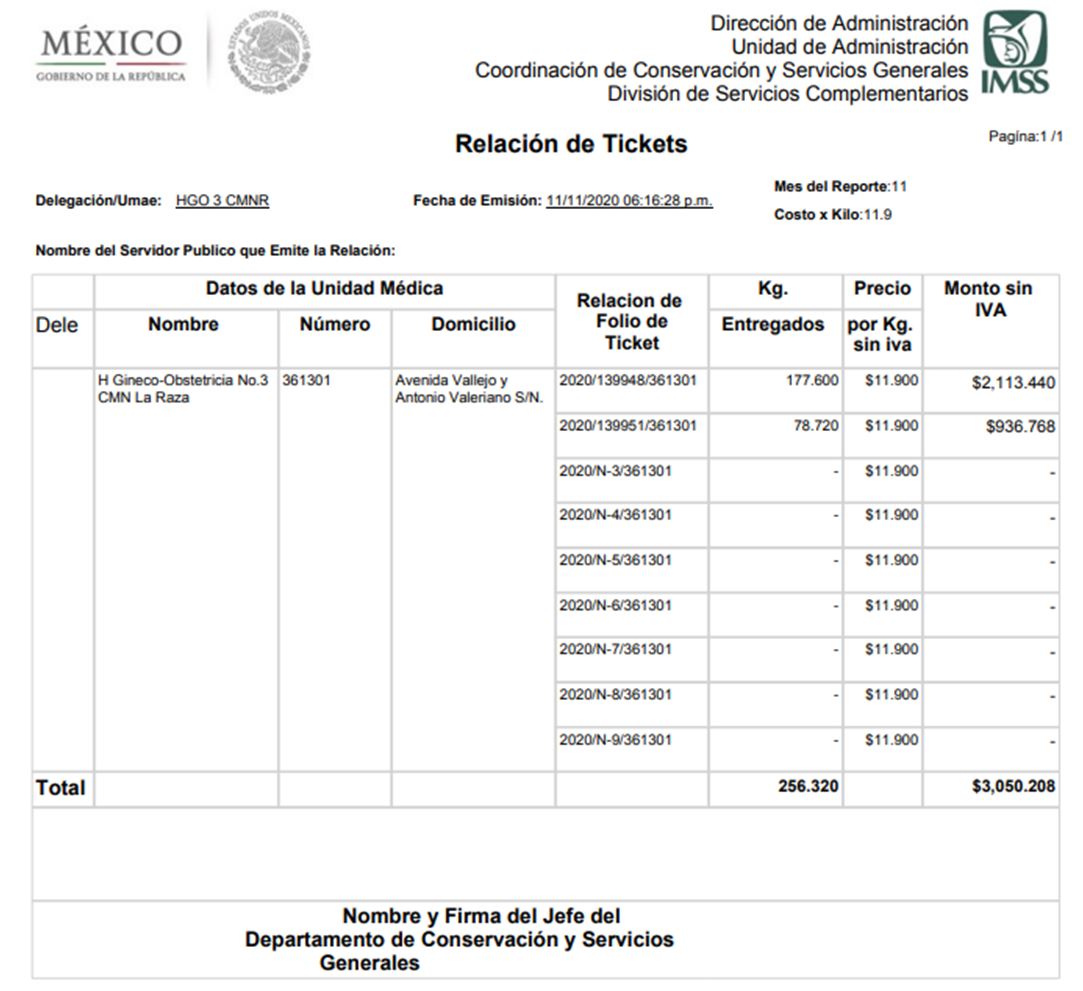 MÉXICO
GOBIERNO DE LA REPÚBLICA
ESTADOS UNIDOS MEXICANOS
Dirección de Administración
Unidad de Administración
Coordinación de Conservación y Servicios Generales
División de Servicios Complementarios
IMSS
Relación de Tickets
Pagina:1 /1
Delegación/Umae: HGO 3 CMNR
Fecha de Emisión: 11/11/2020 06:16:28 p.m.
Mes del Reporte:11
Costo x Kilo:11.9
Nombre del Servidor Publico que Emite la Relación:
Datos de la Unidad Médica
Dele
Nombre
Número
Domicilio
Relacion de
Folio de
Ticket
Kg.
Entregados
Precio
por Kg.
sin iva
Monto sin
IVA
H Gineco-Obstetricia No.3
CMN La Raza
361301
Avenida Vallejo y
Antonio Valeriano S/N.
2020/139948/361301 177.600 $11.900 $2,113.440
2020/139951/361301 78.720 $11.900 $936.768
2020/N-3/361301 - $11.900 -
2020/N-4/361301 - $11.900 -
2020/N-5/361301 - $11.900 -
2020/N-6/361301 - $11.900 -
2020/N-7/361301 - $11.900 -
2020/N-8/361301 - $11.900 -
2020/N-9/361301 - $11.900 -
Total 256.320 $3,050.208
Nombre y Firma del Jefe del
Departamento de Conservación y Servicios
Generales